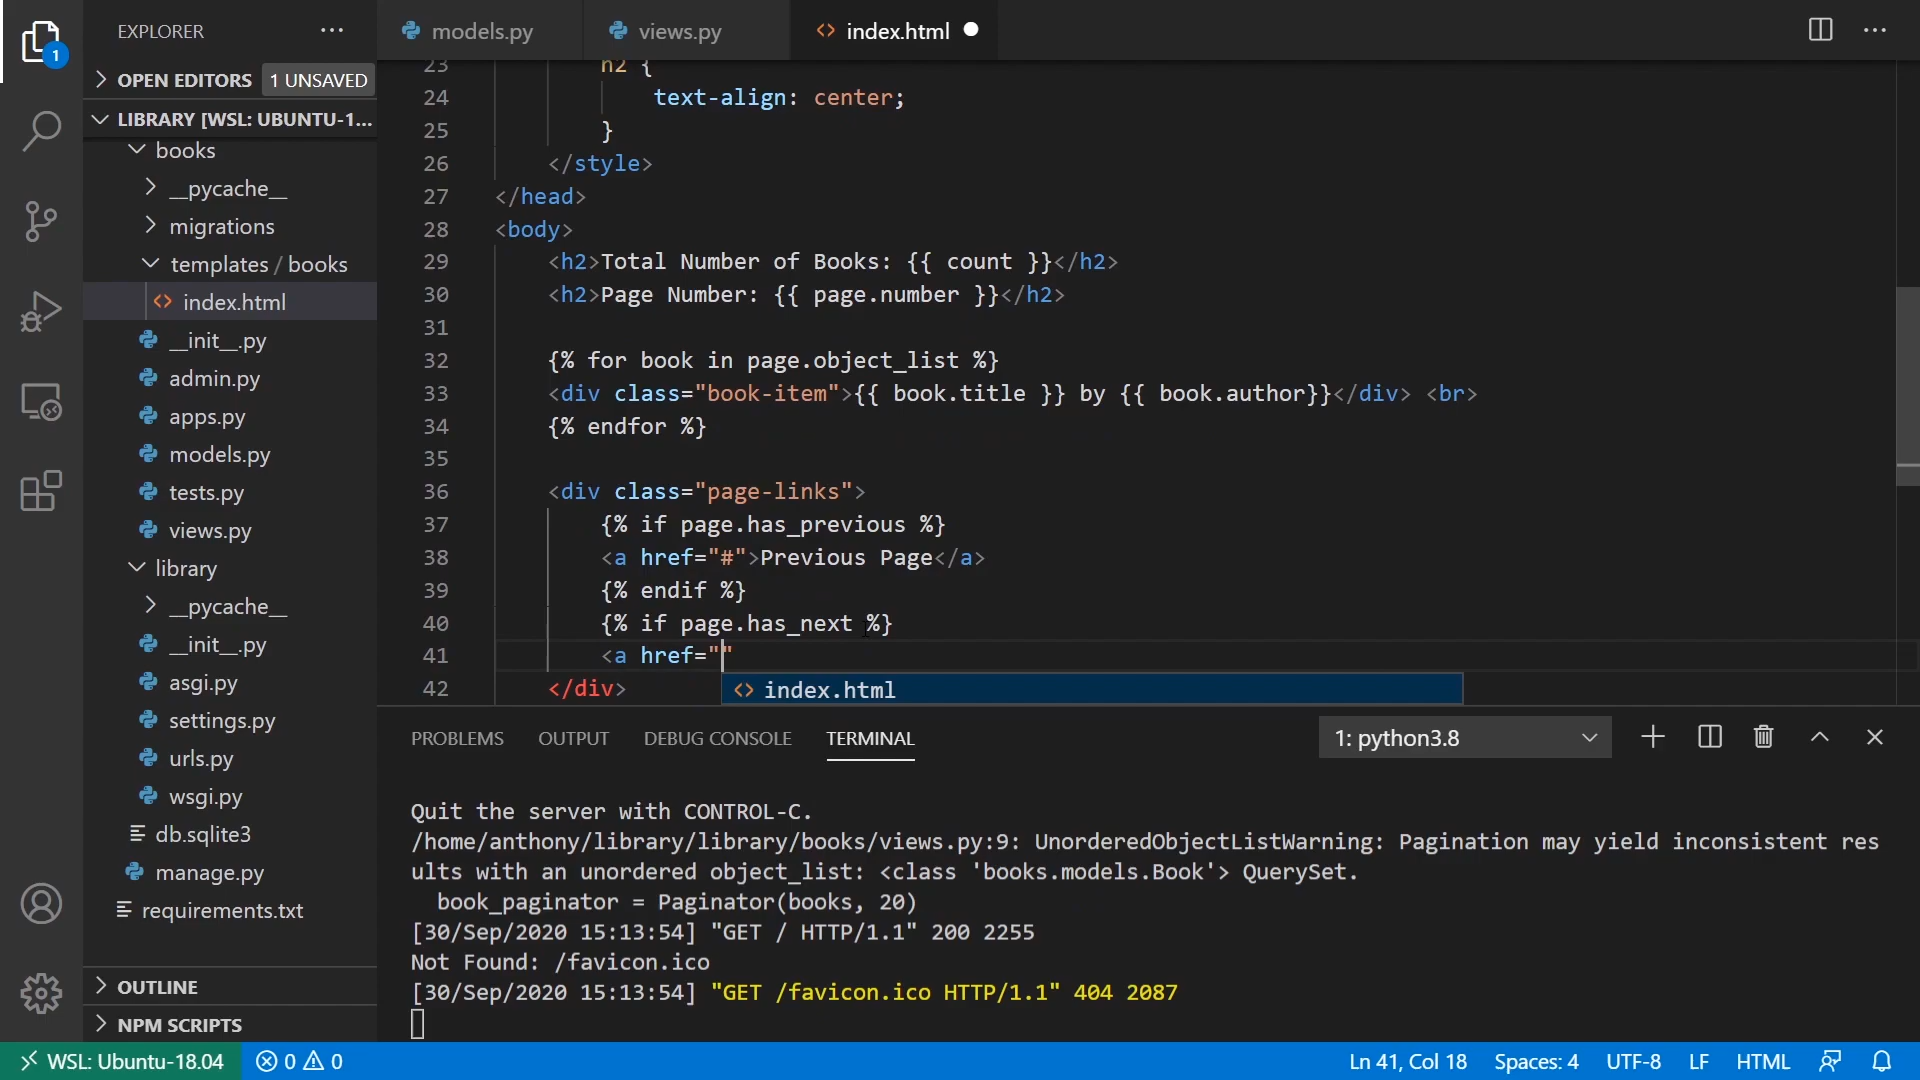 EXPLORER
OPEN EDITORS 1 UNSAVED
LIBRARY [WSL: UBUNTU-1...
books
__pycache__
migrations
templates / books
index.html
__init__.py
admin.py
apps.py
models.py
tests.py
views.py
library
__pycache__
__init__.py
asgi.py
settings.py
urls.py
wsgi.py
db.sqlite3
manage.py
requirements.txt
OUTLINE
NPM SCRIPTS
1
models.py views.py index.html
23 h2 {
24 text-align: center;
25 }
26 </style>
27 </head>
28 <body>
29 <h2>Total Number of Books: {{ count }}</h2>
30 <h2>Page Number: {{ page.number }}</h2>
31
32 {% for book in page.object_list %}
33 <div class="book-item">{{ book.title }} by {{ book.author}}</div> <br>
34 {% endfor %}
35
36 <div class="page-links">
37 {% if page.has_previous %}
38 <a href="#">Previous Page</a>
39 {% endif %}
40 {% if page.has_next %}
41 <a href=""
42 </div>
index.html
PROBLEMS OUTPUT DEBUG CONSOLE TERMINAL 1: python3.8
Quit the server with CONTROL-C.
/home/anthony/library/library/books/views.py:9: UnorderedObjectListWarning: Pagination may yield inconsistent res
ults with an unordered object_list: <class 'books.models.Book'> QuerySet.
book_paginator = Paginator(books, 20)
[30/Sep/2020 15:13:54] "GET / HTTP/1.1" 200 2255
Not Found: /favicon.ico
[30/Sep/2020 15:13:54] "GET /favicon.ico HTTP/1.1" 404 2087
WSL: Ubuntu-18.04 0 0 Ln 41, Col 18 Spaces: 4 UTF-8 LF HTML